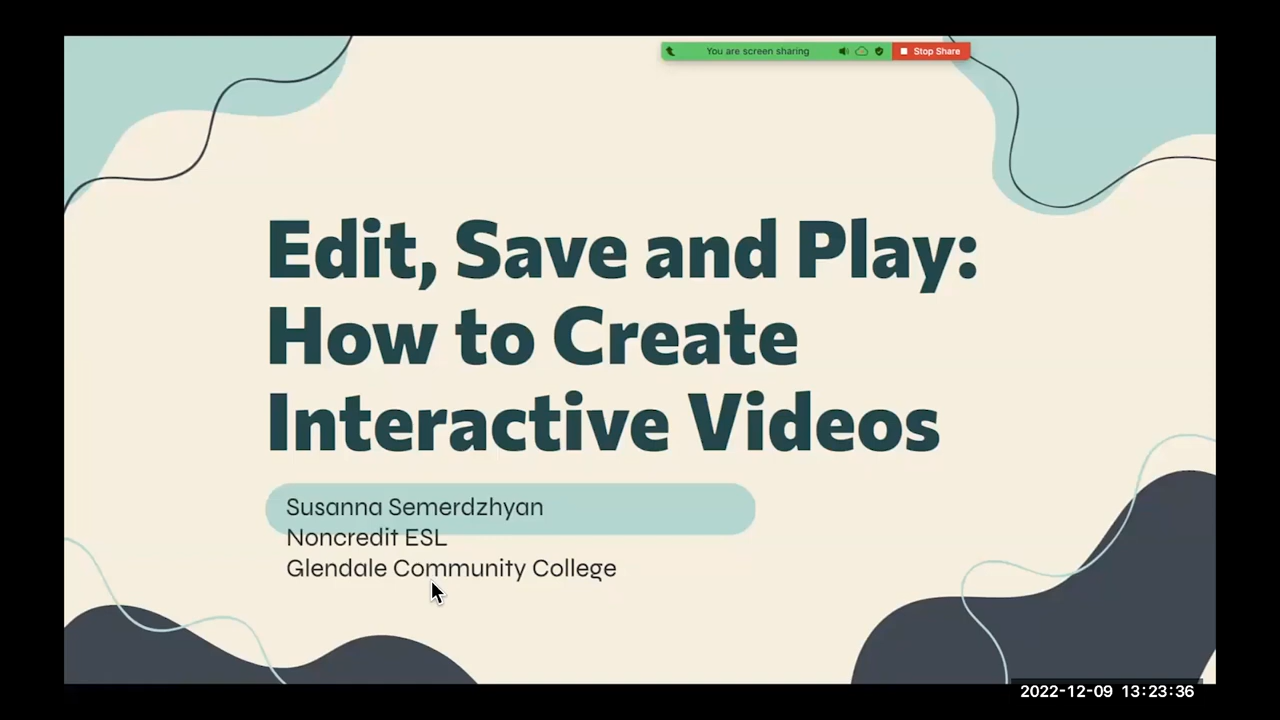 You are screen sharing Stop Share
Edit, Save and Play:
How to Create
Interactive Videos
Susanna Semerdzhyan
Noncredit ESL
Glendale Community College
2022-12-09 13:23:36